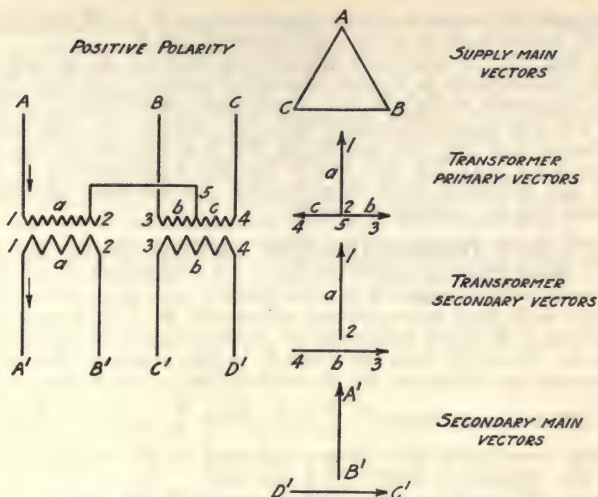 POSITIVE POLARITY
A
SUPPLY MAIN
VECTORS
C B
A B C
1
a
TRANSFORMER
PRIMARY VECTORS
c 2 b
4 5 3
5
1 a 2 3 b c 4
1 a 2 3 b 4
1
a
2
TRANSFORMER
SECONDARY VECTORS
4 b 3
A' B' C' D'
A'
SECONDARY MAIN
VECTORS
B'
D' C'